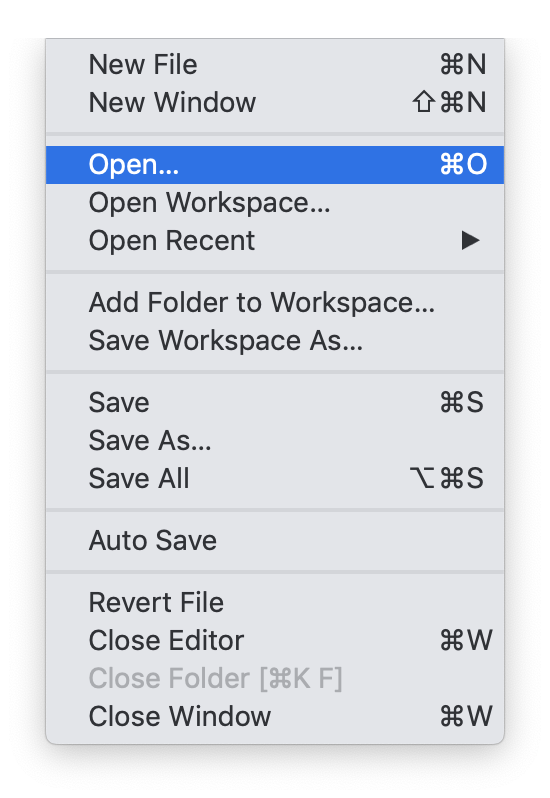 New File ⌘N
New Window ⇧⌘N
Open... ⌘O
Open Workspace...
Open Recent ▶
Add Folder to Workspace...
Save Workspace As...
Save ⌘S
Save As...
Save All ⌥⌘S
Auto Save
Revert File
Close Editor ⌘W
Close Folder [⌘K F]
Close Window ⌘W